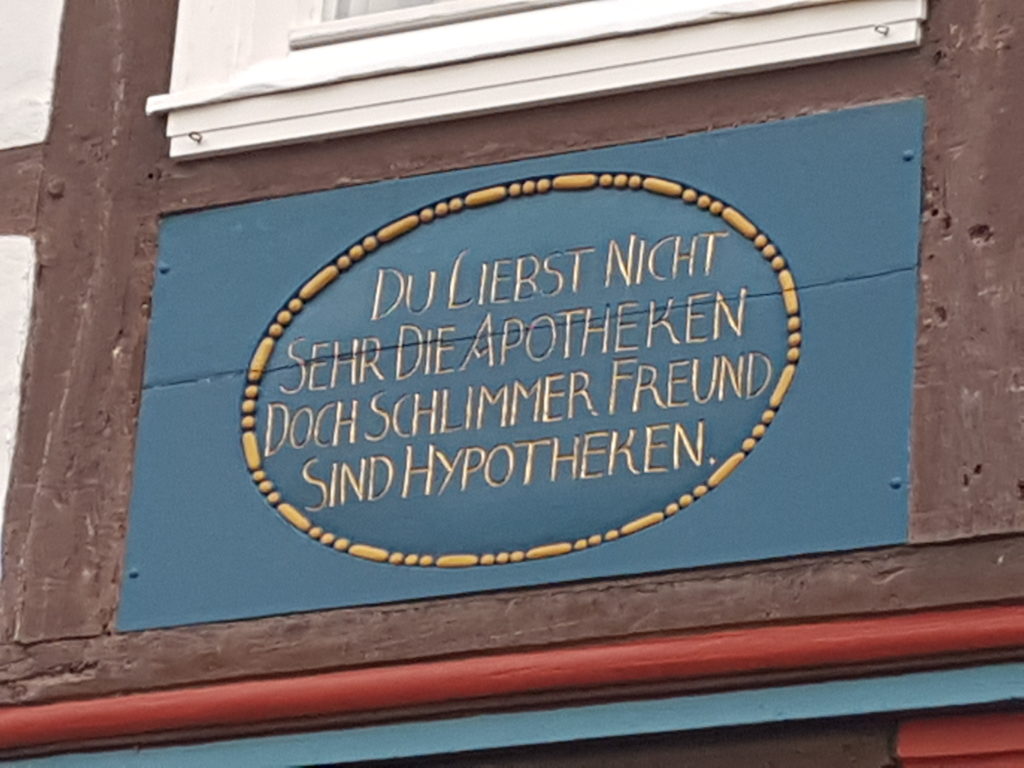 DU LIEBST NICHT
SEHR DIE APOTHEKEN
DOCH SCHLIMMER FREUND
SIND HYPOTHEKEN.